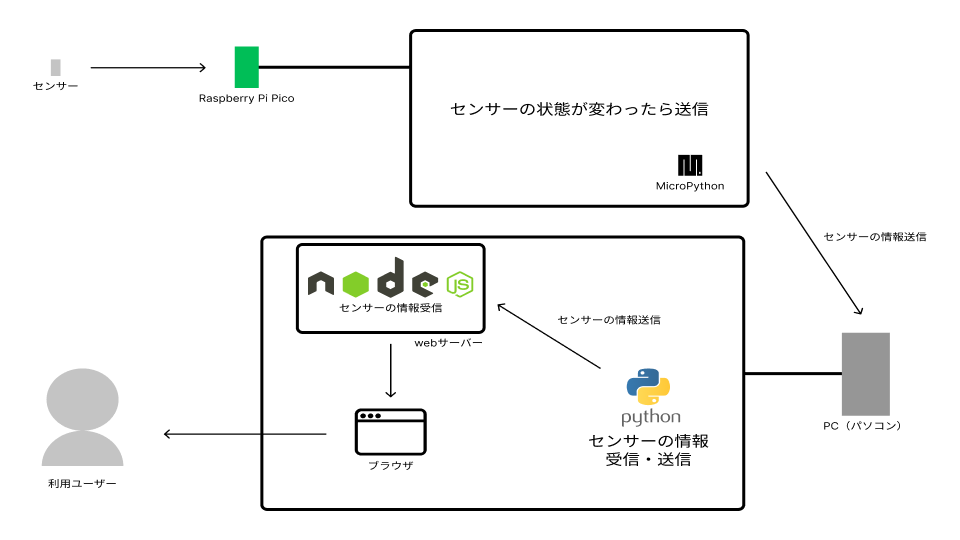 センサー
Raspberry Pi Pico
センサーの状態が変わったら送信
MicroPython
センサーの情報送信
node
JS
センサーの情報受信
webサーバー
センサーの情報送信
python
センサーの情報
受信・送信
PC（パソコン）
ブラウザ
利用ユーザー